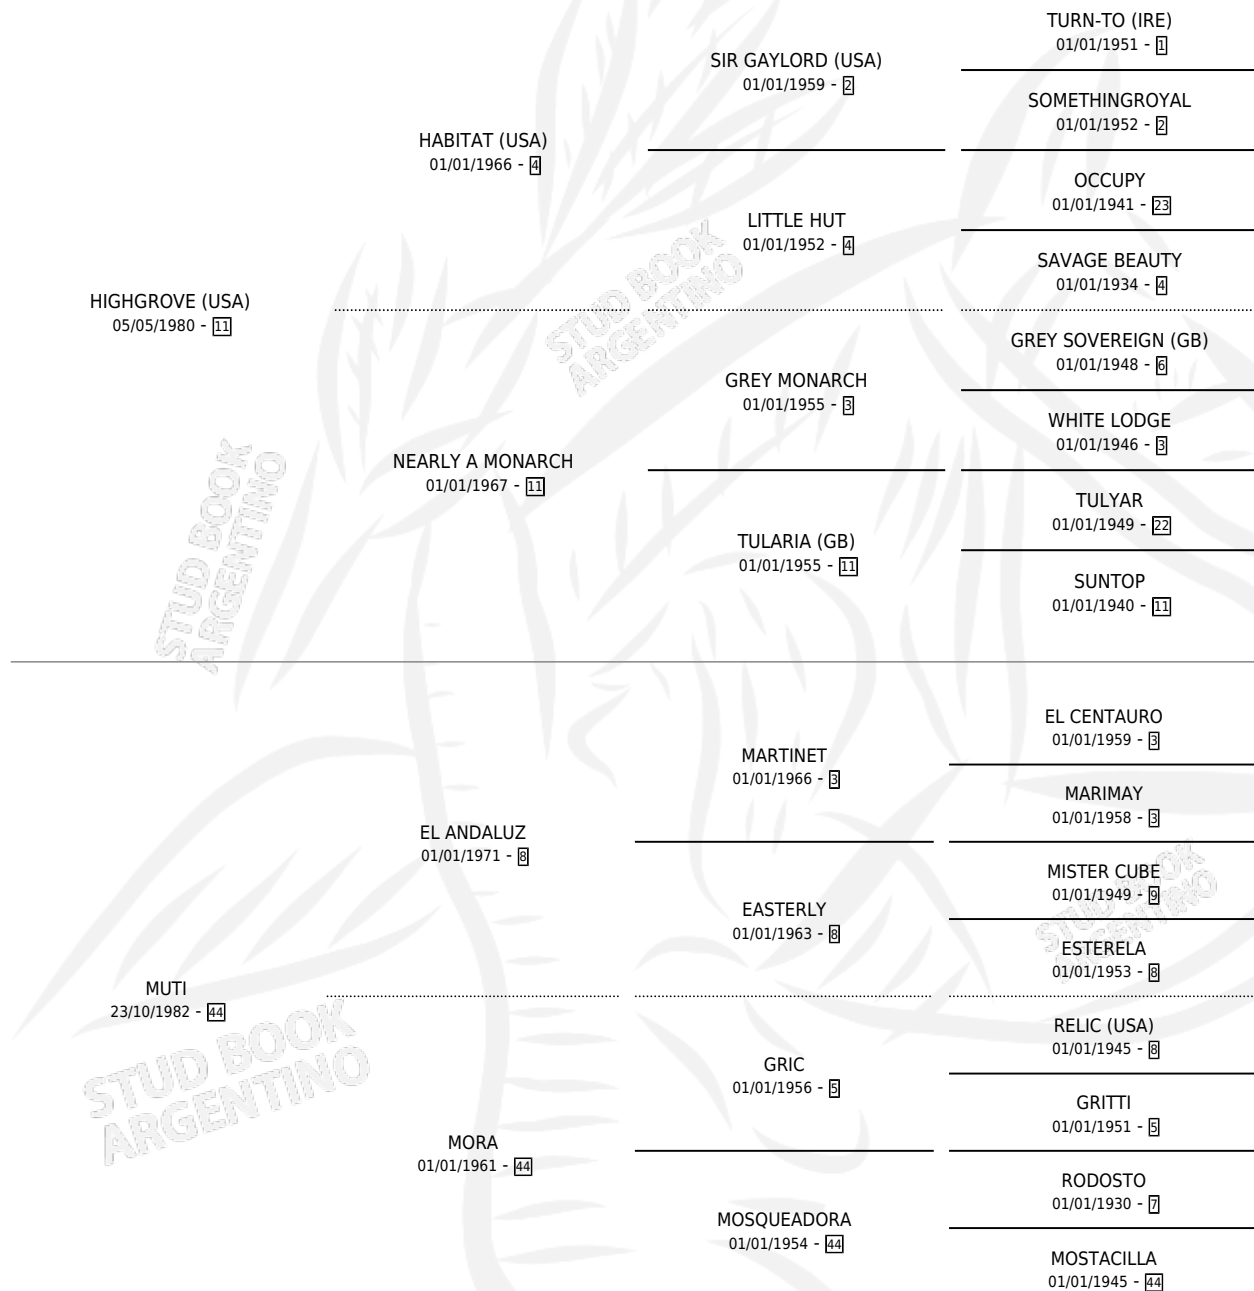 TURN-TO (IRE)
01/01/1951 - 1
SIR GAYLORD (USA)
01/01/1959 - 2
SOMETHINGROYAL
01/01/1952 - 2
HABITAT (USA)
01/01/1966 - 4
OCCUPY
01/01/1941 - 23
LITTLE HUT
01/01/1952 - 4
SAVAGE BEAUTY
01/01/1934 - 4
HIGHGROVE (USA)
05/05/1980 - 11
GREY SOVEREIGN (GB)
01/01/1948 - 6
GREY MONARCH
01/01/1955 - 3
WHITE LODGE
01/01/1946 - 3
NEARLY A MONARCH
01/01/1967 - 11
TULYAR
01/01/1949 - 22
TULARIA (GB)
01/01/1955 - 11
SUNTOP
01/01/1940 - 11
EL CENTAURO
01/01/1959 - 3
MARTINET
01/01/1966 - 3
MARIMAY
01/01/1958 - 3
EL ANDALUZ
01/01/1971 - 8
MISTER CUBE
01/01/1949 - 9
EASTERLY
01/01/1963 - 8
ESTERELA
01/01/1953 - 8
MUTI
23/10/1982 - 44
RELIC (USA)
01/01/1945 - 8
GRIC
01/01/1956 - 5
GRITTI
01/01/1951 - 5
MORA
01/01/1961 - 44
RODOSTO
01/01/1930 - 7
MOSQUEADORA
01/01/1954 - 44
MOSTACILLA
01/01/1945 - 44
STUD BOOK
ARGENTINO
STUD BOOK
ARGENTINO
STUD BOOK
ARGENTINO
STUD BOOK
ARGENTINO